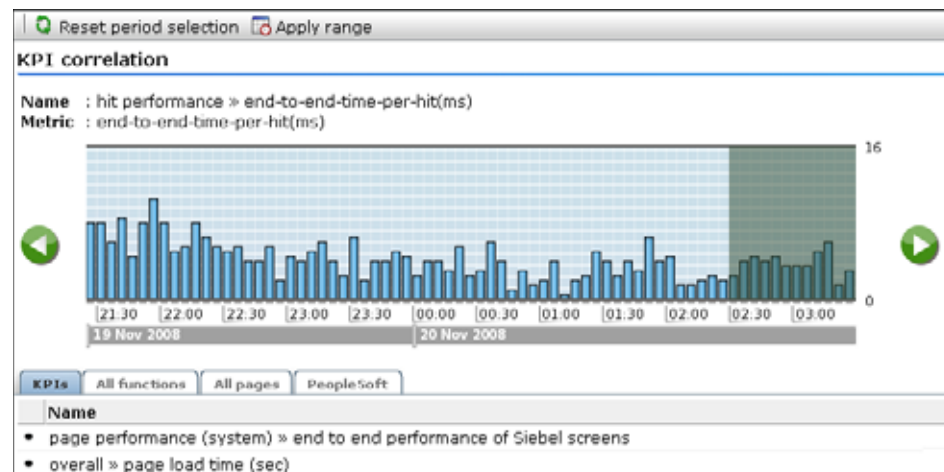 Reset period selection Apply range
KPI correlation
Name : hit performance » end-to-end-time-per-hit(ms)
Metric : end-to-end-time-per-hit(ms)
16
0
21:30 22:00 22:30 23:00 23:30 00:00 00:30 01:00 01:30 02:00 02:30 03:00
19 Nov 2008 20 Nov 2008
KPIs All functions All pages PeopleSoft
Name
• page performance (system) » end to end performance of Siebel screens
• overall » page load time (sec)